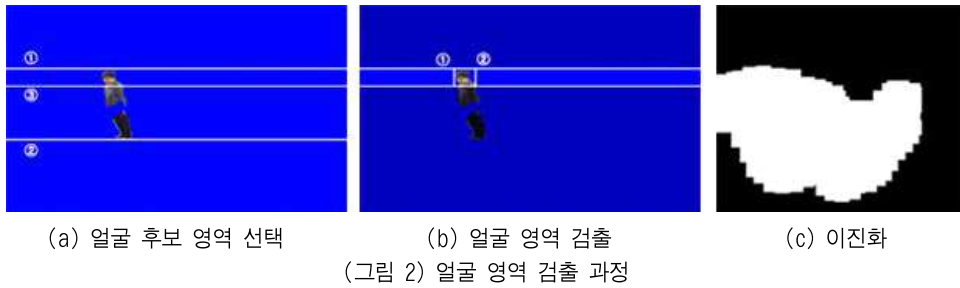 ①
③
②
① ②
(a) 얼굴 후보 영역 선택
(b) 얼굴 영역 검출
(c) 이진화
(그림 2) 얼굴 영역 검출 과정